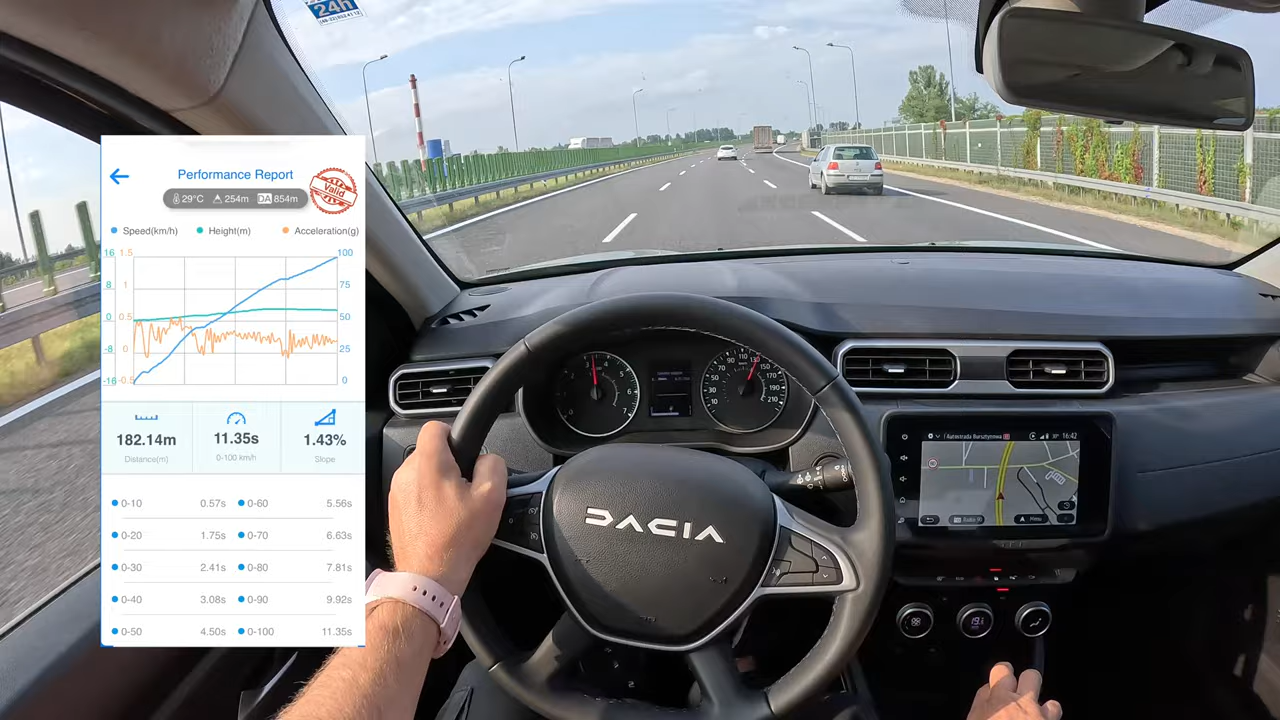 24h
Performance Report
Valid
29°C 254m DA 854m
Speed(km/h) Height(m) Acceleration(g)
16 1.5 100
8 1 75
0 0.5 50
-8 0 25
-16 -0.5 0
182.14m 11.35s 1.43%
Distance(m) 0-100 km/h Slope
0-10 0.57s 0-60 5.56s
0-20 1.75s 0-70 6.63s
0-30 2.41s 0-80 7.81s
0-40 3.08s 0-90 9.92s
0-50 4.50s 0-100 11.35s
DACIA
Autostrada Bursztynowa 16:42
Menu